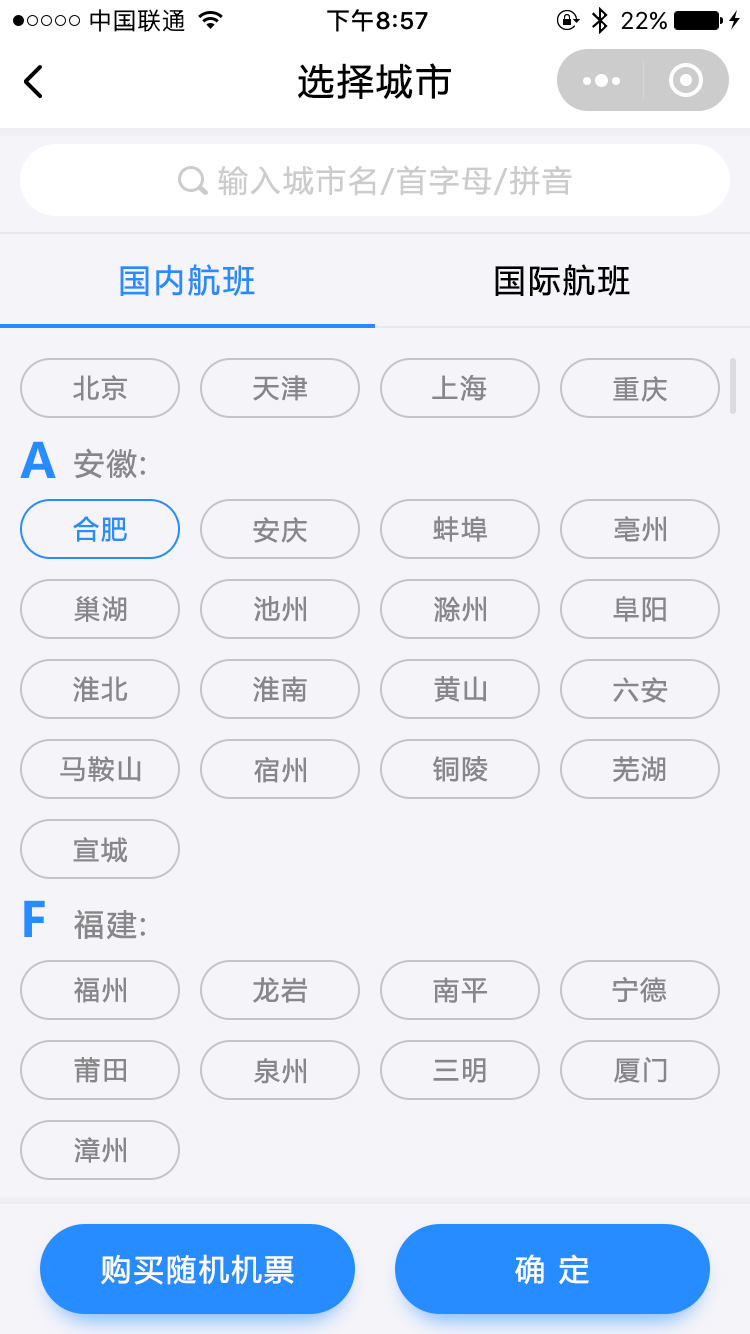 中国联通 下午8:57 22%
选择城市
输入城市名/首字母/拼音
国内航班 国际航班
北京 天津 上海 重庆
A 安徽:
合肥 安庆 蚌埠 亳州
巢湖 池州 滁州 阜阳
淮北 淮南 黄山 六安
马鞍山 宿州 铜陵 芜湖
宣城
F 福建:
福州 龙岩 南平 宁德
莆田 泉州 三明 厦门
漳州
购买随机机票 确 定